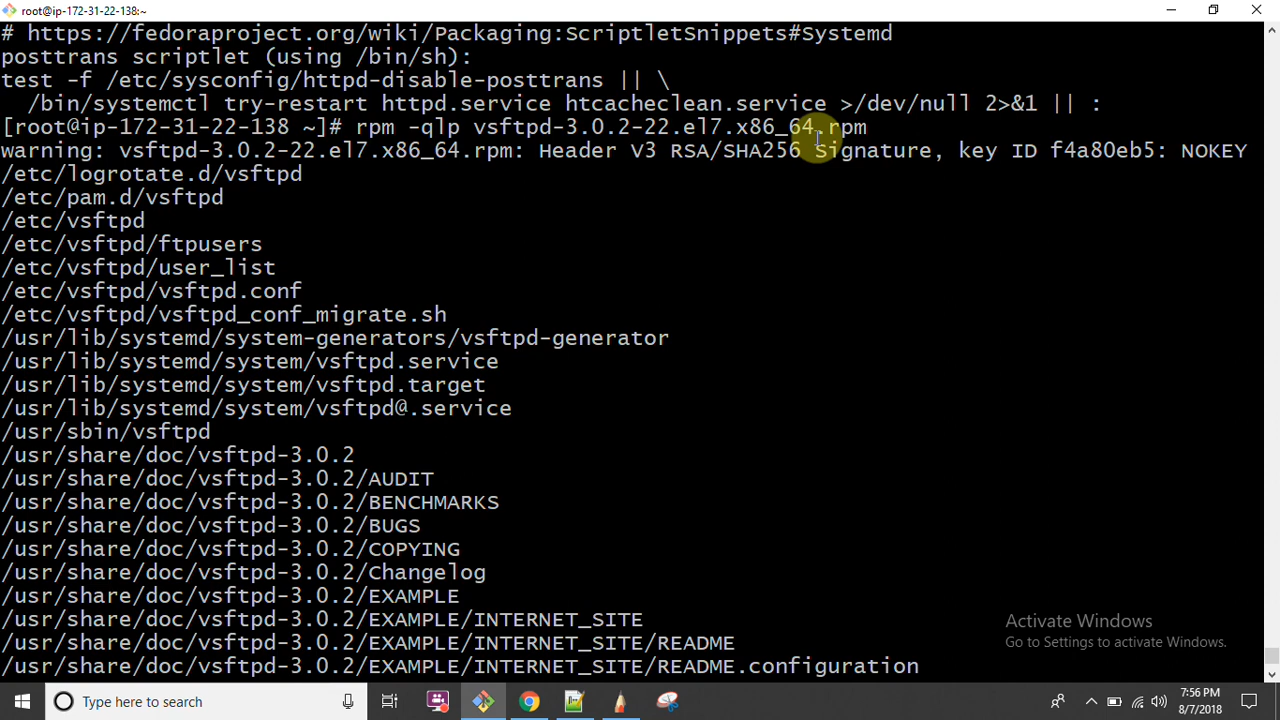 root@ip-172-31-22-138:~
# https://fedoraproject.org/wiki/Packaging:ScriptletSnippets#Systemd
posttrans scriptlet (using /bin/sh):
test -f /etc/sysconfig/httpd-disable-posttrans || \
  /bin/systemctl try-restart httpd.service htcacheclean.service >/dev/null 2>&1 || :
[root@ip-172-31-22-138 ~]# rpm -qlp vsftpd-3.0.2-22.el7.x86_64.rpm
warning: vsftpd-3.0.2-22.el7.x86_64.rpm: Header V3 RSA/SHA256 Signature, key ID f4a80eb5: NOKEY
/etc/logrotate.d/vsftpd
/etc/pam.d/vsftpd
/etc/vsftpd
/etc/vsftpd/ftpusers
/etc/vsftpd/user_list
/etc/vsftpd/vsftpd.conf
/etc/vsftpd/vsftpd_conf_migrate.sh
/usr/lib/systemd/system-generators/vsftpd-generator
/usr/lib/systemd/system/vsftpd.service
/usr/lib/systemd/system/vsftpd.target
/usr/lib/systemd/system/vsftpd@.service
/usr/sbin/vsftpd
/usr/share/doc/vsftpd-3.0.2
/usr/share/doc/vsftpd-3.0.2/AUDIT
/usr/share/doc/vsftpd-3.0.2/BENCHMARKS
/usr/share/doc/vsftpd-3.0.2/BUGS
/usr/share/doc/vsftpd-3.0.2/COPYING
/usr/share/doc/vsftpd-3.0.2/Changelog
/usr/share/doc/vsftpd-3.0.2/EXAMPLE
/usr/share/doc/vsftpd-3.0.2/EXAMPLE/INTERNET_SITE
/usr/share/doc/vsftpd-3.0.2/EXAMPLE/INTERNET_SITE/README
/usr/share/doc/vsftpd-3.0.2/EXAMPLE/INTERNET_SITE/README.configuration
Activate Windows
Go to Settings to activate Windows.
Type here to search
7:56 PM
8/7/2018